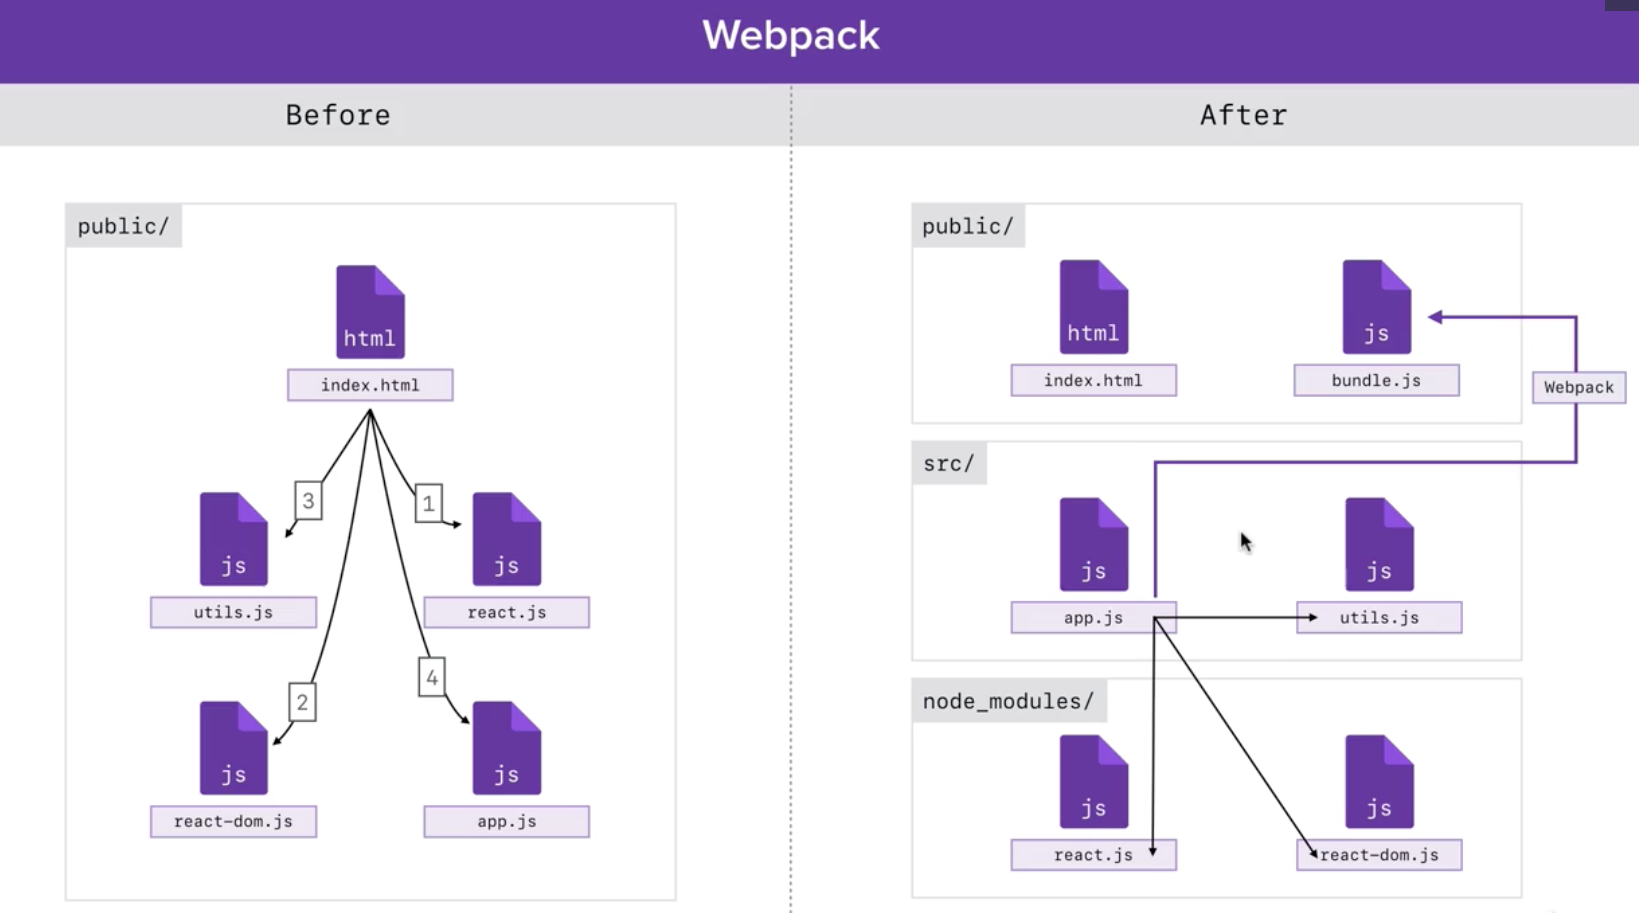 Webpack
Before
After
public/
html
index.html
3
1
js
utils.js
js
react.js
2
4
js
react-dom.js
js
app.js
public/
html
index.html
js
bundle.js
Webpack
src/
js
app.js
js
utils.js
node_modules/
js
react.js
js
react-dom.js